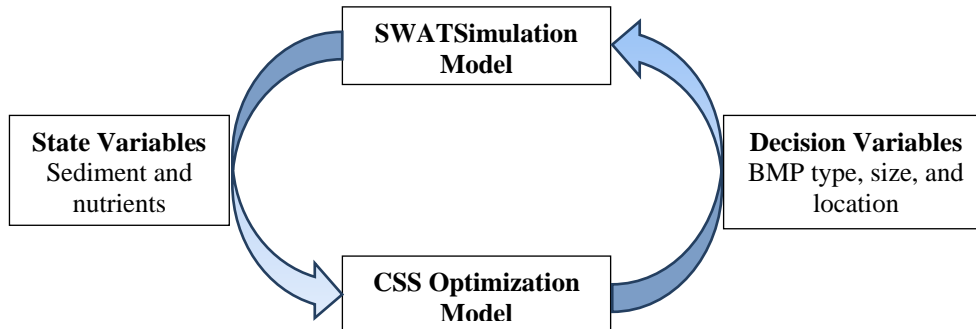 SWATSimulation
Model
State Variables
Sediment and
nutrients
Decision Variables
BMP type, size, and
location
CSS Optimization
Model